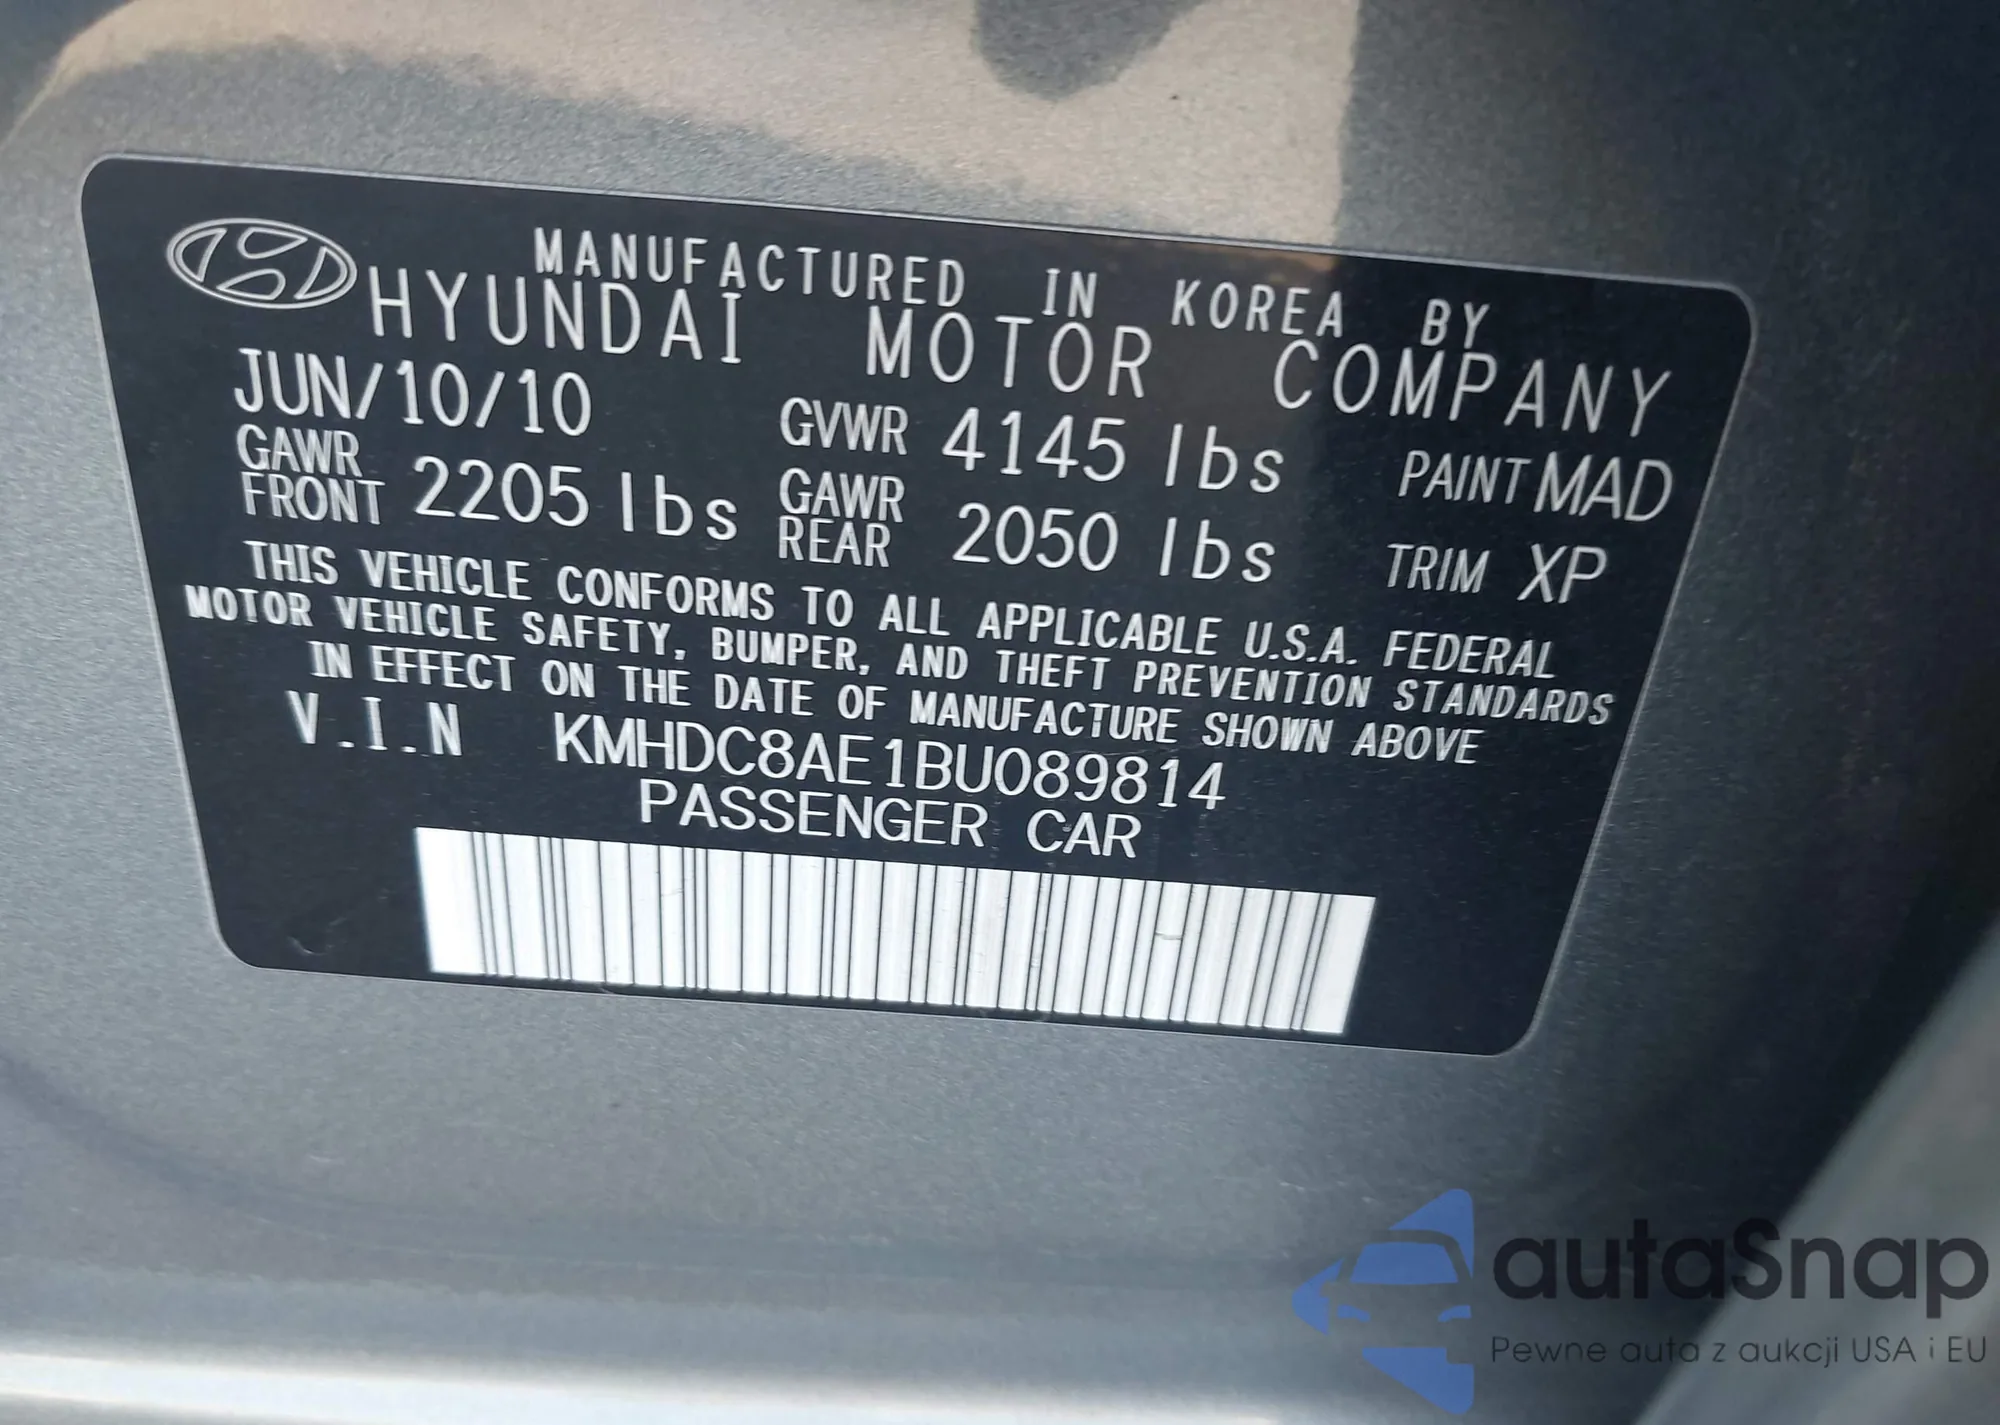 MANUFACTURED IN KOREA BY
HYUNDAI MOTOR COMPANY
JUN/10/10 GVWR 4145 lbs PAINT MAD
GAWR FRONT 2205 lbs GAWR REAR 2050 lbs TRIM XP
THIS VEHICLE CONFORMS TO ALL APPLICABLE U.S.A. FEDERAL
MOTOR VEHICLE SAFETY, BUMPER, AND THEFT PREVENTION STANDARDS
IN EFFECT ON THE DATE OF MANUFACTURE SHOWN ABOVE
V.I.N KMHDC8AE1BU089814
PASSENGER CAR
autaSnap
Pewne auta z aukcji USA i EU